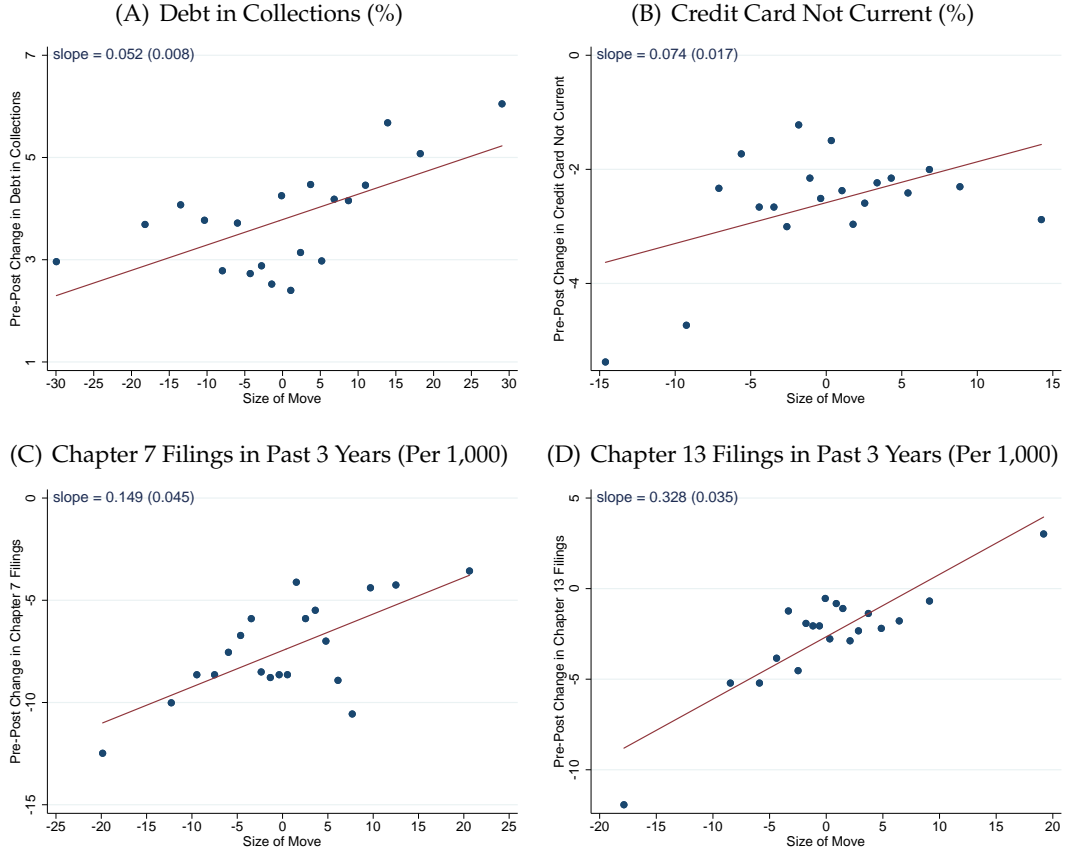 (A) Debt in Collections (%)
slope = 0.052 (0.008)
Pre-Post Change in Debt in Collections
7
5
3
1
-30 -25 -20 -15 -10 -5 0 5 10 15 20 25 30
Size of Move
(B) Credit Card Not Current (%)
slope = 0.074 (0.017)
Pre-Post Change in Credit Card Not Current
0
-2
-4
-15 -10 -5 0 5 10 15
Size of Move
(C) Chapter 7 Filings in Past 3 Years (Per 1,000)
slope = 0.149 (0.045)
Pre-Post Change in Chapter 7 Filings
0
-5
-10
-15
-25 -20 -15 -10 -5 0 5 10 15 20 25
Size of Move
(D) Chapter 13 Filings in Past 3 Years (Per 1,000)
slope = 0.328 (0.035)
Pre-Post Change in Chapter 13 Filings
5
0
-5
-10
-20 -15 -10 -5 0 5 10 15 20
Size of Move